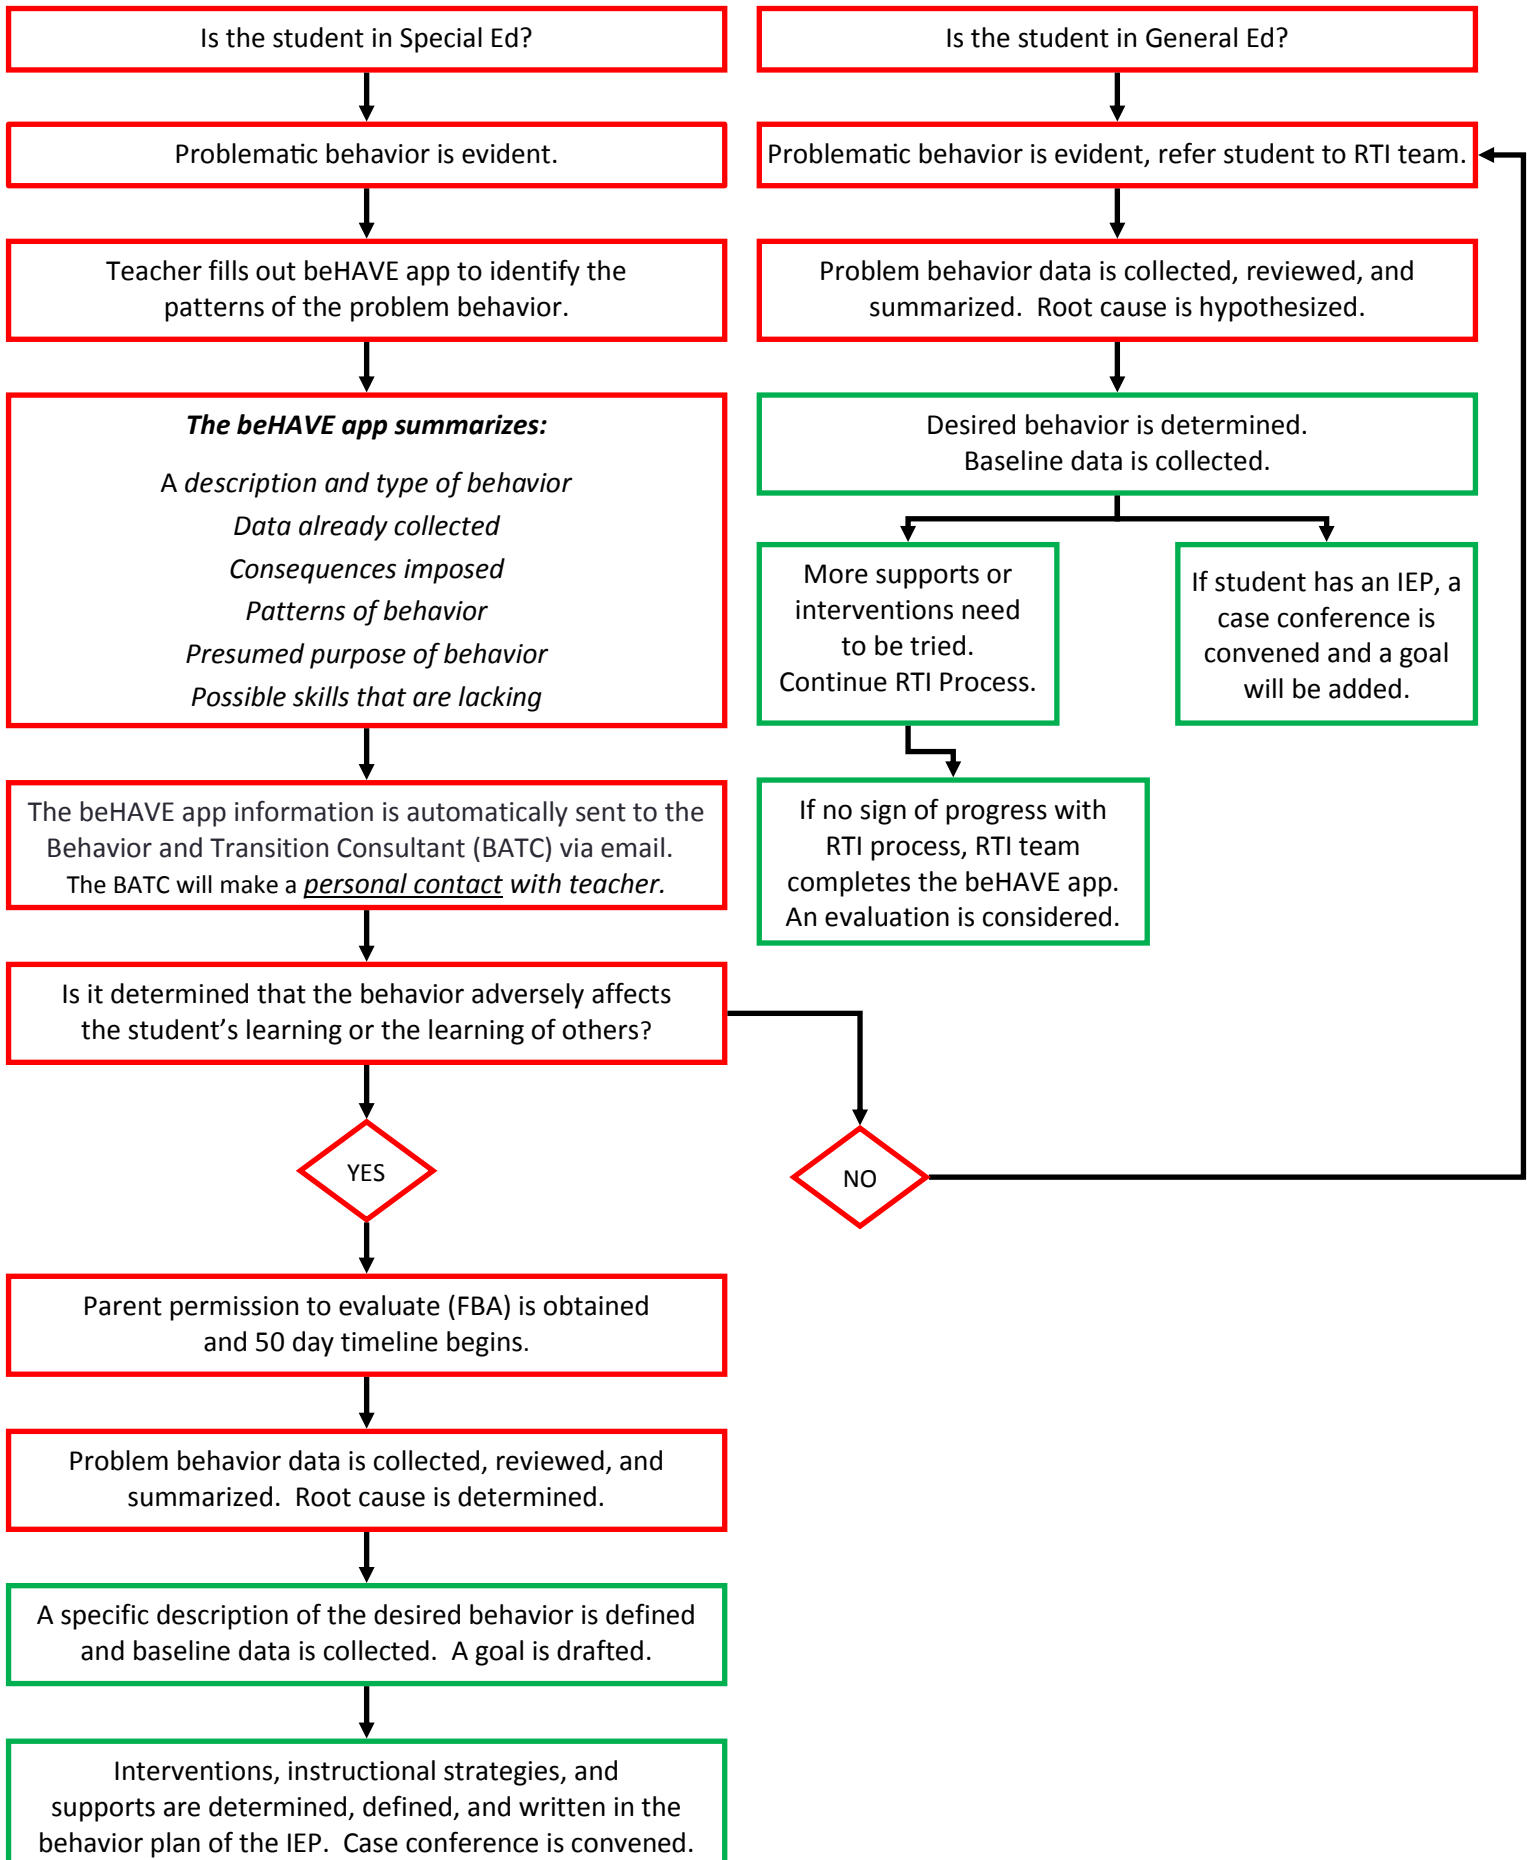 Is the student in Special Ed?
Problematic behavior is evident.
Teacher fills out beHAVE app to identify the
patterns of the problem behavior.
The beHAVE app summarizes:
A description and type of behavior
Data already collected
Consequences imposed
Patterns of behavior
Presumed purpose of behavior
Possible skills that are lacking
The beHAVE app information is automatically sent to the
Behavior and Transition Consultant (BATC) via email.
The BATC will make a personal contact with teacher.
Is it determined that the behavior adversely affects
the student’s learning or the learning of others?
YES
NO
Parent permission to evaluate (FBA) is obtained
and 50 day timeline begins.
Problem behavior data is collected, reviewed, and
summarized.  Root cause is determined.
A specific description of the desired behavior is defined
and baseline data is collected.  A goal is drafted.
Interventions, instructional strategies, and
supports are determined, defined, and written in the
behavior plan of the IEP.  Case conference is convened.
Is the student in General Ed?
Problematic behavior is evident, refer student to RTI team.
Problem behavior data is collected, reviewed, and
summarized.  Root cause is hypothesized.
Desired behavior is determined.
Baseline data is collected.
More supports or
interventions need
to be tried.
Continue RTI Process.
If student has an IEP, a
case conference is
convened and a goal
will be added.
If no sign of progress with
RTI process, RTI team
completes the beHAVE app.
An evaluation is considered.